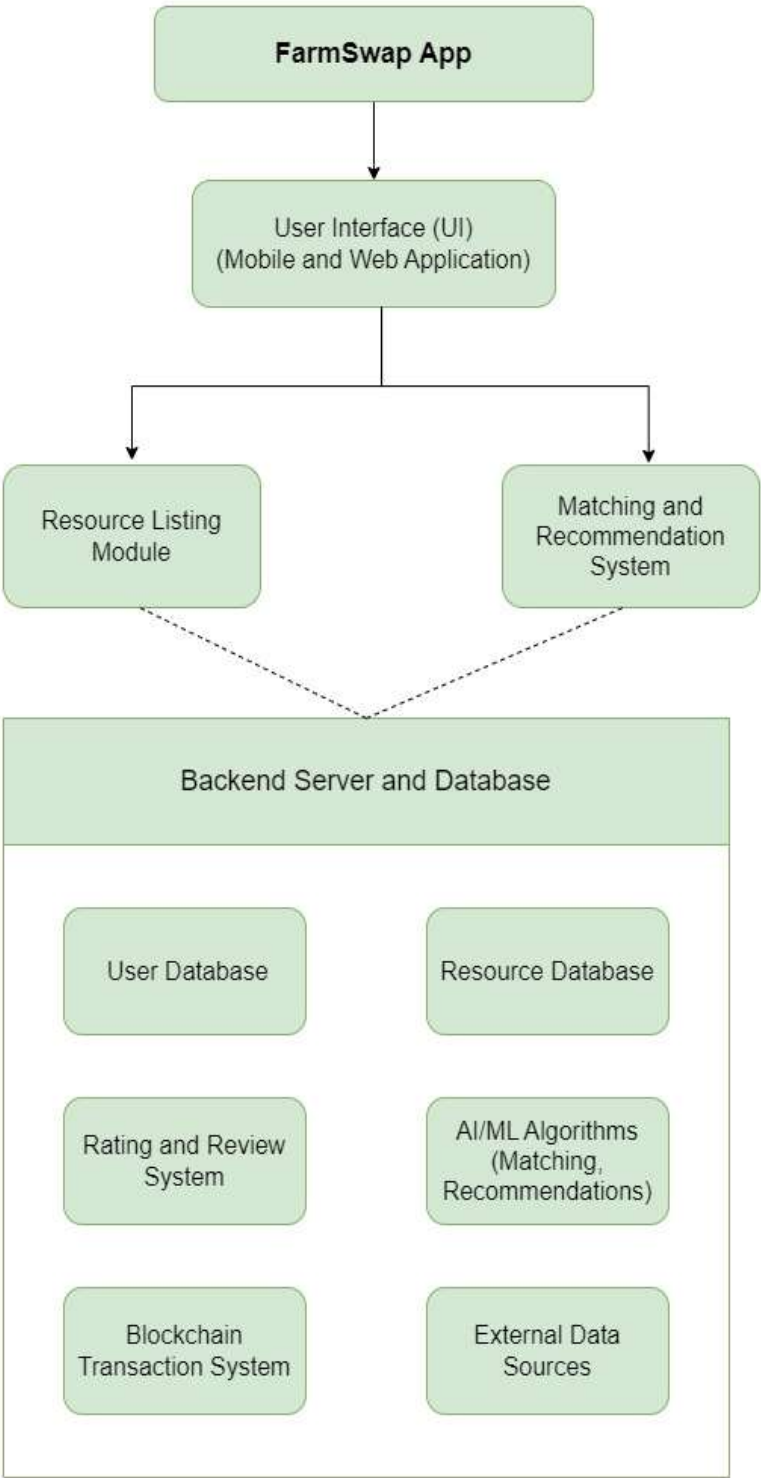 FarmSwap App
User Interface (UI)
(Mobile and Web Application)
Resource Listing
Module
Matching and
Recommendation
System
Backend Server and Database
User Database
Resource Database
Rating and Review
System
AI/ML Algorithms
(Matching,
Recommendations)
Blockchain
Transaction System
External Data
Sources